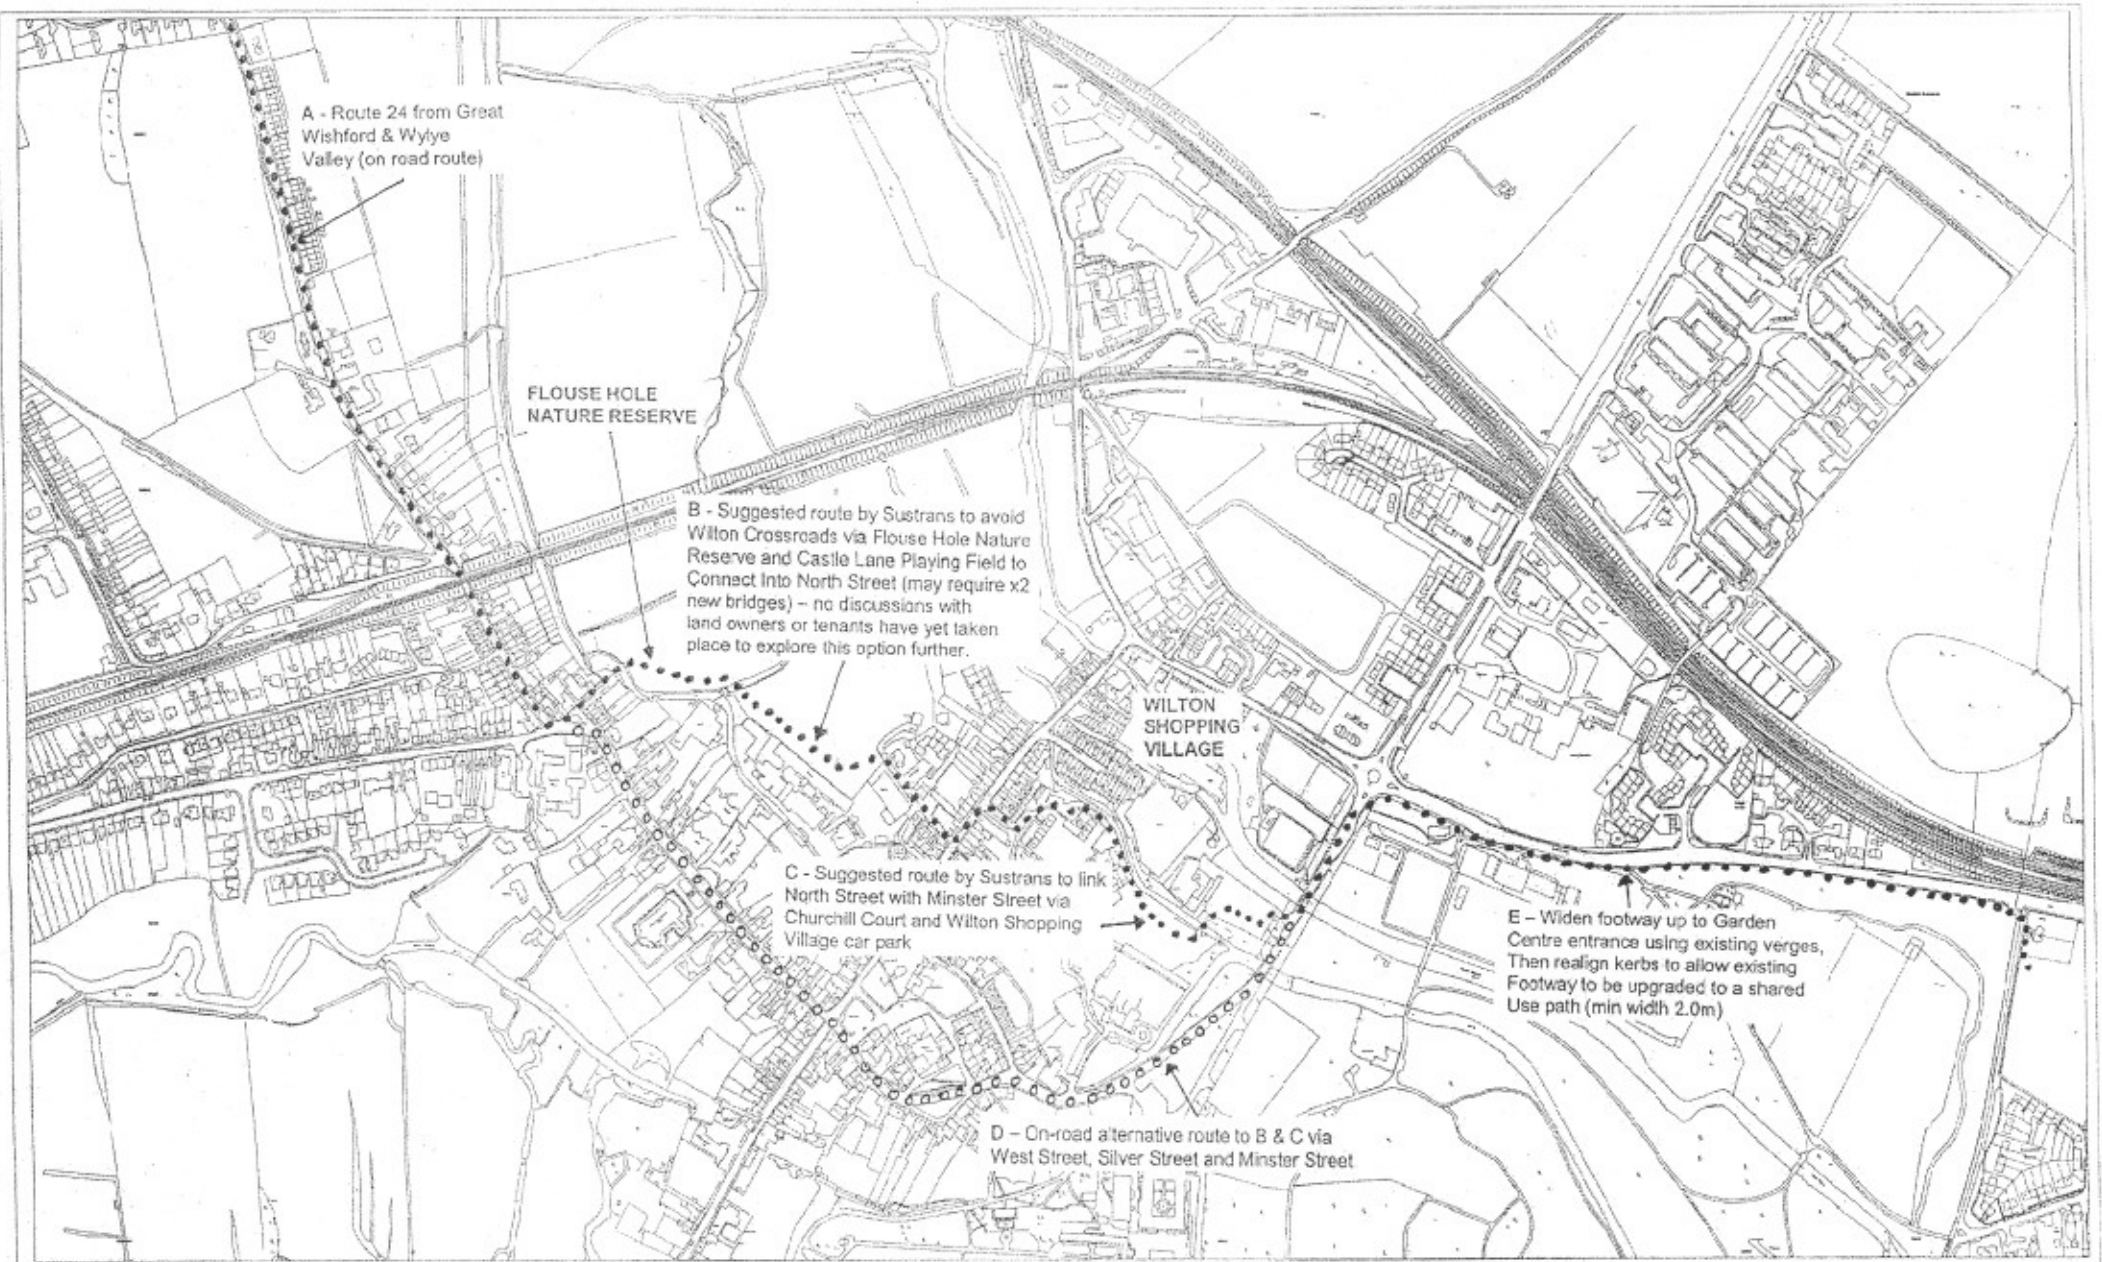 A - Route 24 from Great
Wishford & Wylye
Valley (on road route)
FLOUSE HOLE
NATURE RESERVE
B - Suggested route by Sustrans to avoid
Wilton Crossroads via Flouse Hole Nature
Reserve and Castle Lane Playing Field to
Connect Into North Street (may require x2
new bridges) – no discussions with
land owners or tenants have yet taken
place to explore this option further.
WILTON
SHOPPING
VILLAGE
C - Suggested route by Sustrans to link
North Street with Minster Street via
Churchill Court and Wilton Shopping
Village car park
E – Widen footway up to Garden
Centre entrance using existing verges,
Then realign kerbs to allow existing
Footway to be upgraded to a shared
Use path (min width 2.0m)
D – On-road alternative route to B & C via
West Street, Silver Street and Minster Street